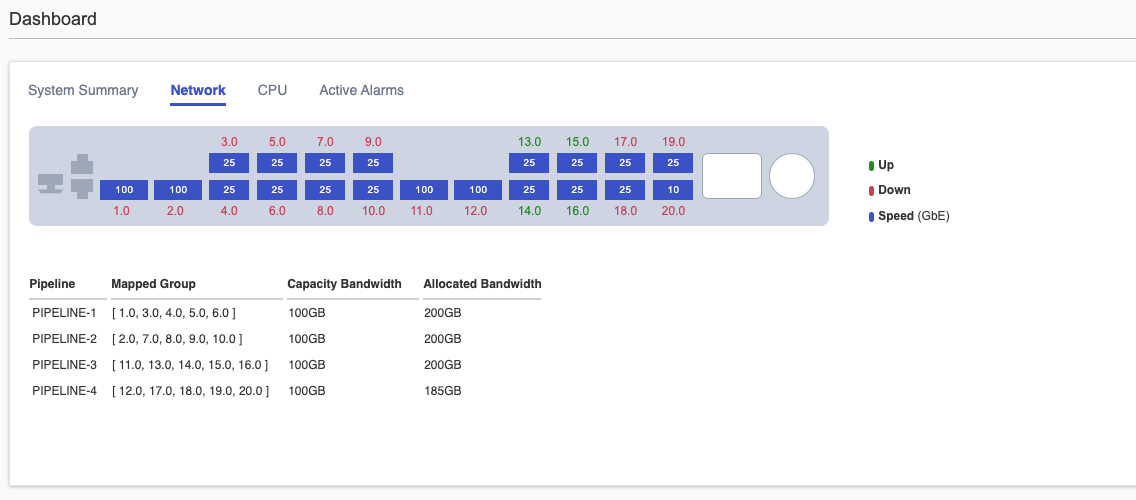 Dashboard
System Summary Network CPU Active Alarms
3.0 5.0 7.0 9.0 13.0 15.0 17.0 19.0
25 25 25 25 25 25 25 25
100 100 25 25 25 25 100 100 25 25 25 10
1.0 2.0 4.0 6.0 8.0 10.0 11.0 12.0 14.0 16.0 18.0 20.0
Up
Down
Speed (GbE)
Pipeline Mapped Group Capacity Bandwidth Allocated Bandwidth
PIPELINE-1 [ 1.0, 3.0, 4.0, 5.0, 6.0 ] 100GB 200GB
PIPELINE-2 [ 2.0, 7.0, 8.0, 9.0, 10.0 ] 100GB 200GB
PIPELINE-3 [ 11.0, 13.0, 14.0, 15.0, 16.0 ] 100GB 200GB
PIPELINE-4 [ 12.0, 17.0, 18.0, 19.0, 20.0 ] 100GB 185GB